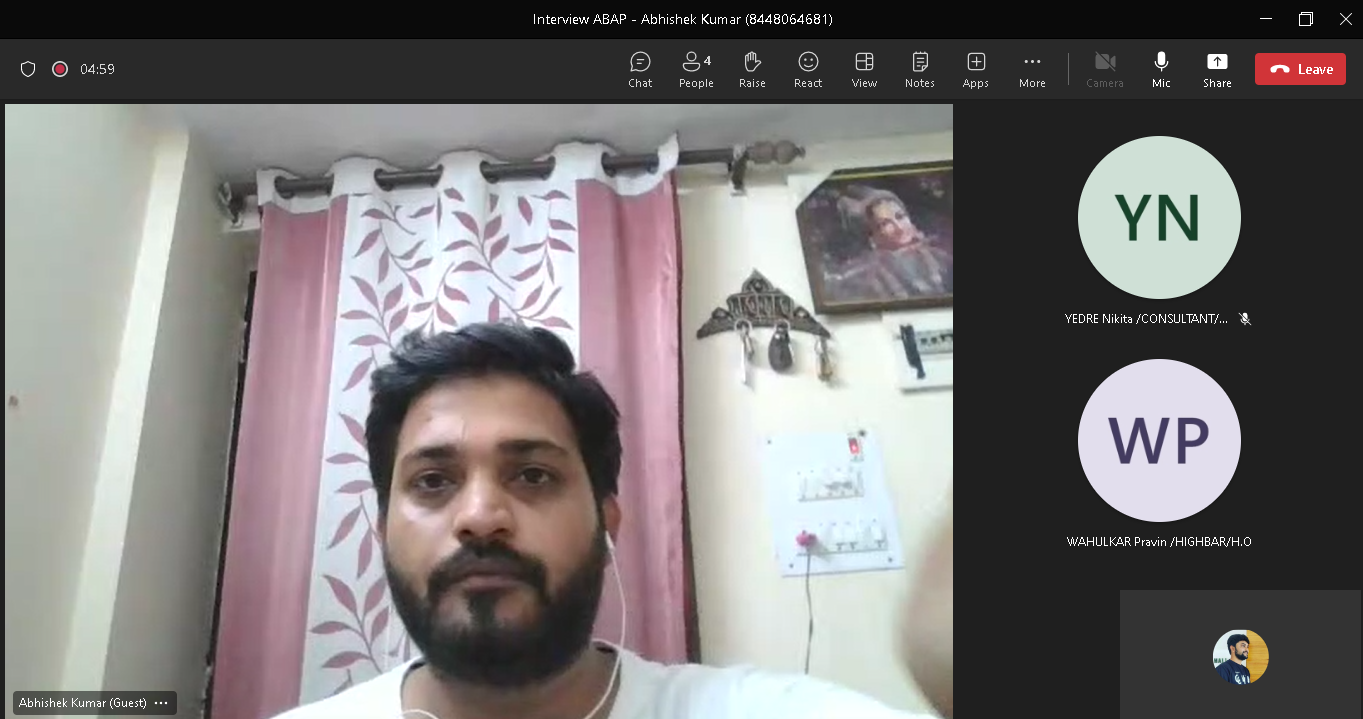 Interview ABAP - Abhishek Kumar (8448064681)
04:59
Chat
People 4
Raise
React
View
Notes
Apps
More
Camera
Mic
Share
Leave
YN
YEDRE Nikita /CONSULTANT/...
WP
WAHULKAR Pravin /HIGHBAR/H.O
Abhishek Kumar (Guest)